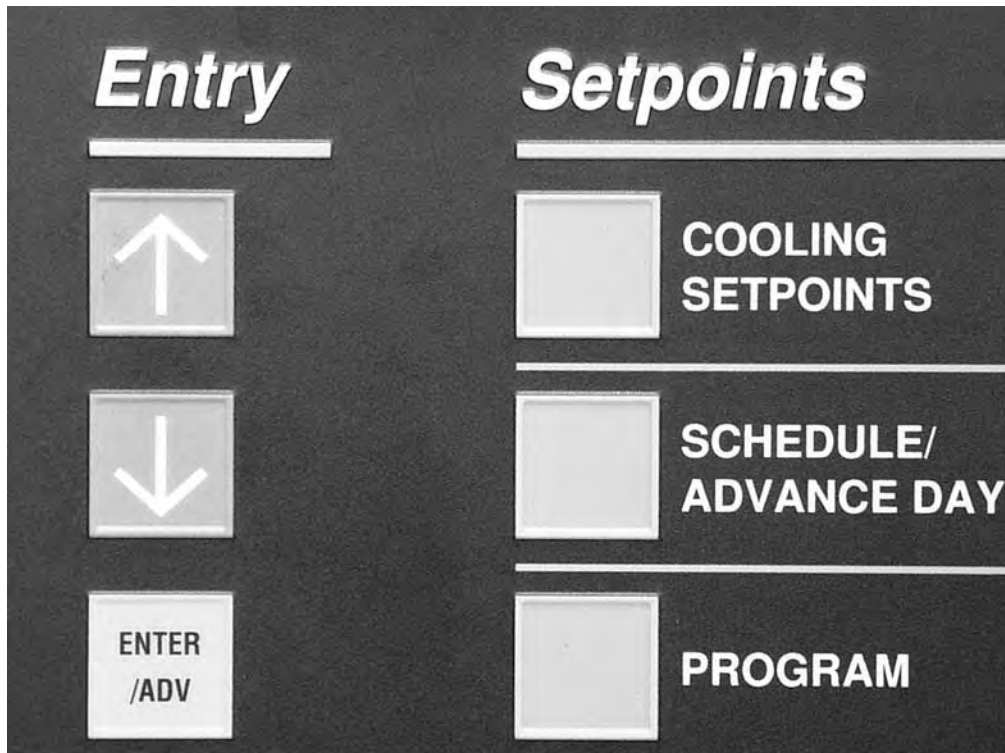 Entry
↑
↓
ENTER
/ADV
Setpoints
COOLING
SETPOINTS
SCHEDULE/
ADVANCE DAY
PROGRAM